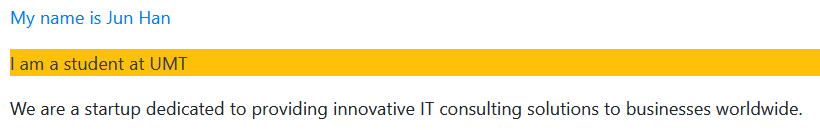 My name is Jun Han
I am a student at UMT
We are a startup dedicated to providing innovative IT consulting solutions to businesses worldwide.